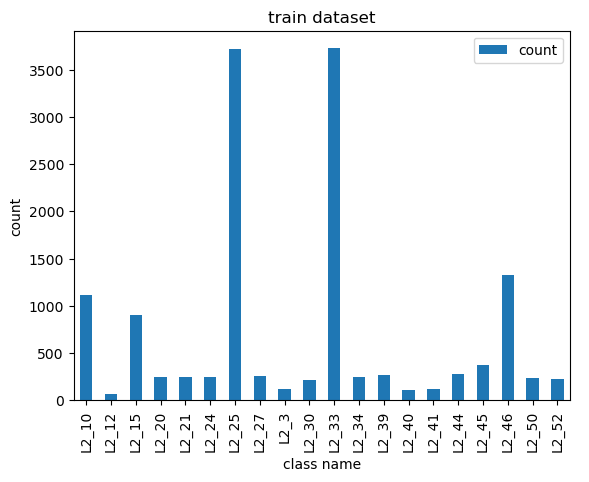 train dataset
count
3500
3000
2500
2000
1500
1000
500
0
count
L2_10
L2_12
L2_15
L2_20
L2_21
L2_24
L2_25
L2_27
L2_3
L2_30
L2_33
L2_34
L2_39
L2_40
L2_41
L2_44
L2_45
L2_46
L2_50
L2_52
class name